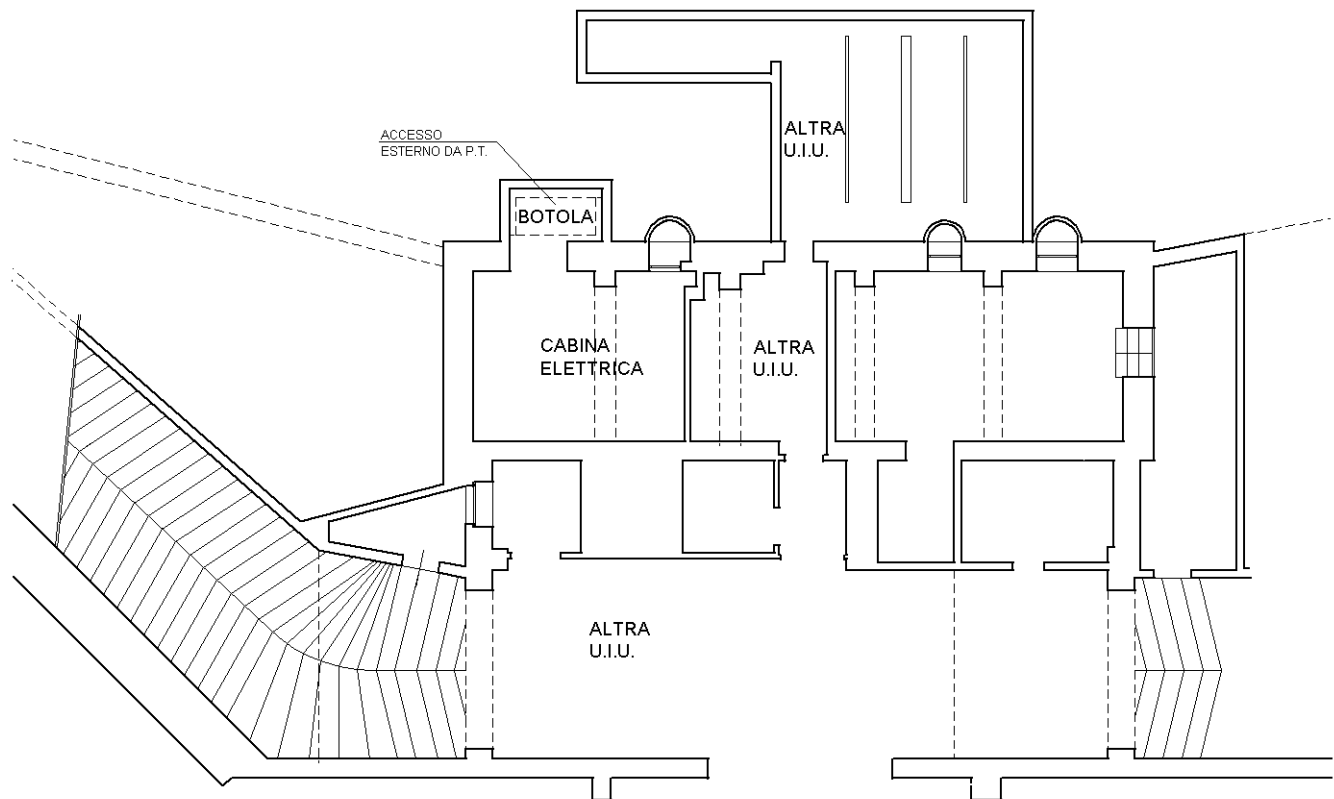 ALTRA
U.I.U.
ACCESSO
ESTERNO DA P.T.
BOTOLA
CABINA
ELETTRICA
ALTRA
U.I.U.
ALTRA
U.I.U.